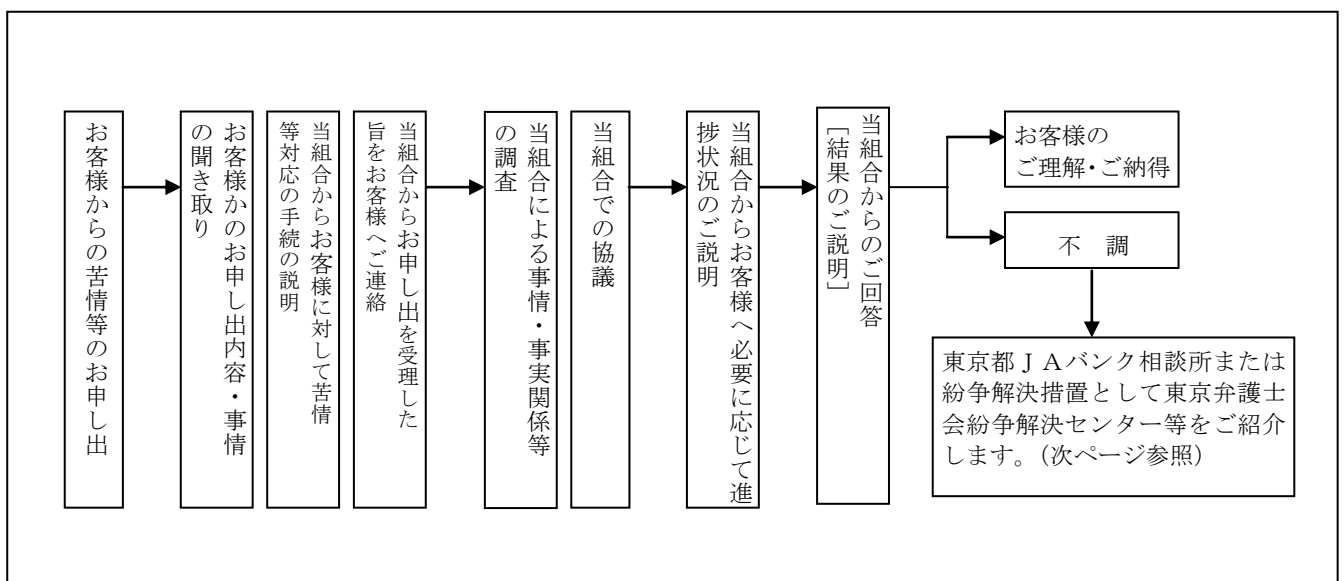 お客様からの苦情等のお申し出
お客様かのお申し出内容・事情
の聞き取り
当組合からお客様に対して苦情
等対応の手続の説明
当組合からお申し出を受理した
旨をお客様へご連絡
当組合による事情・事実関係等
の調査
当組合での協議
当組合からお客様へ必要に応じて進
捗状況のご説明
当組合からのご回答
［結果のご説明］
お客様の
ご理解・ご納得
不　調
東京都ＪＡバンク相談所または
紛争解決措置として東京弁護士
会紛争解決センター等をご紹介
します。（次ページ参照）